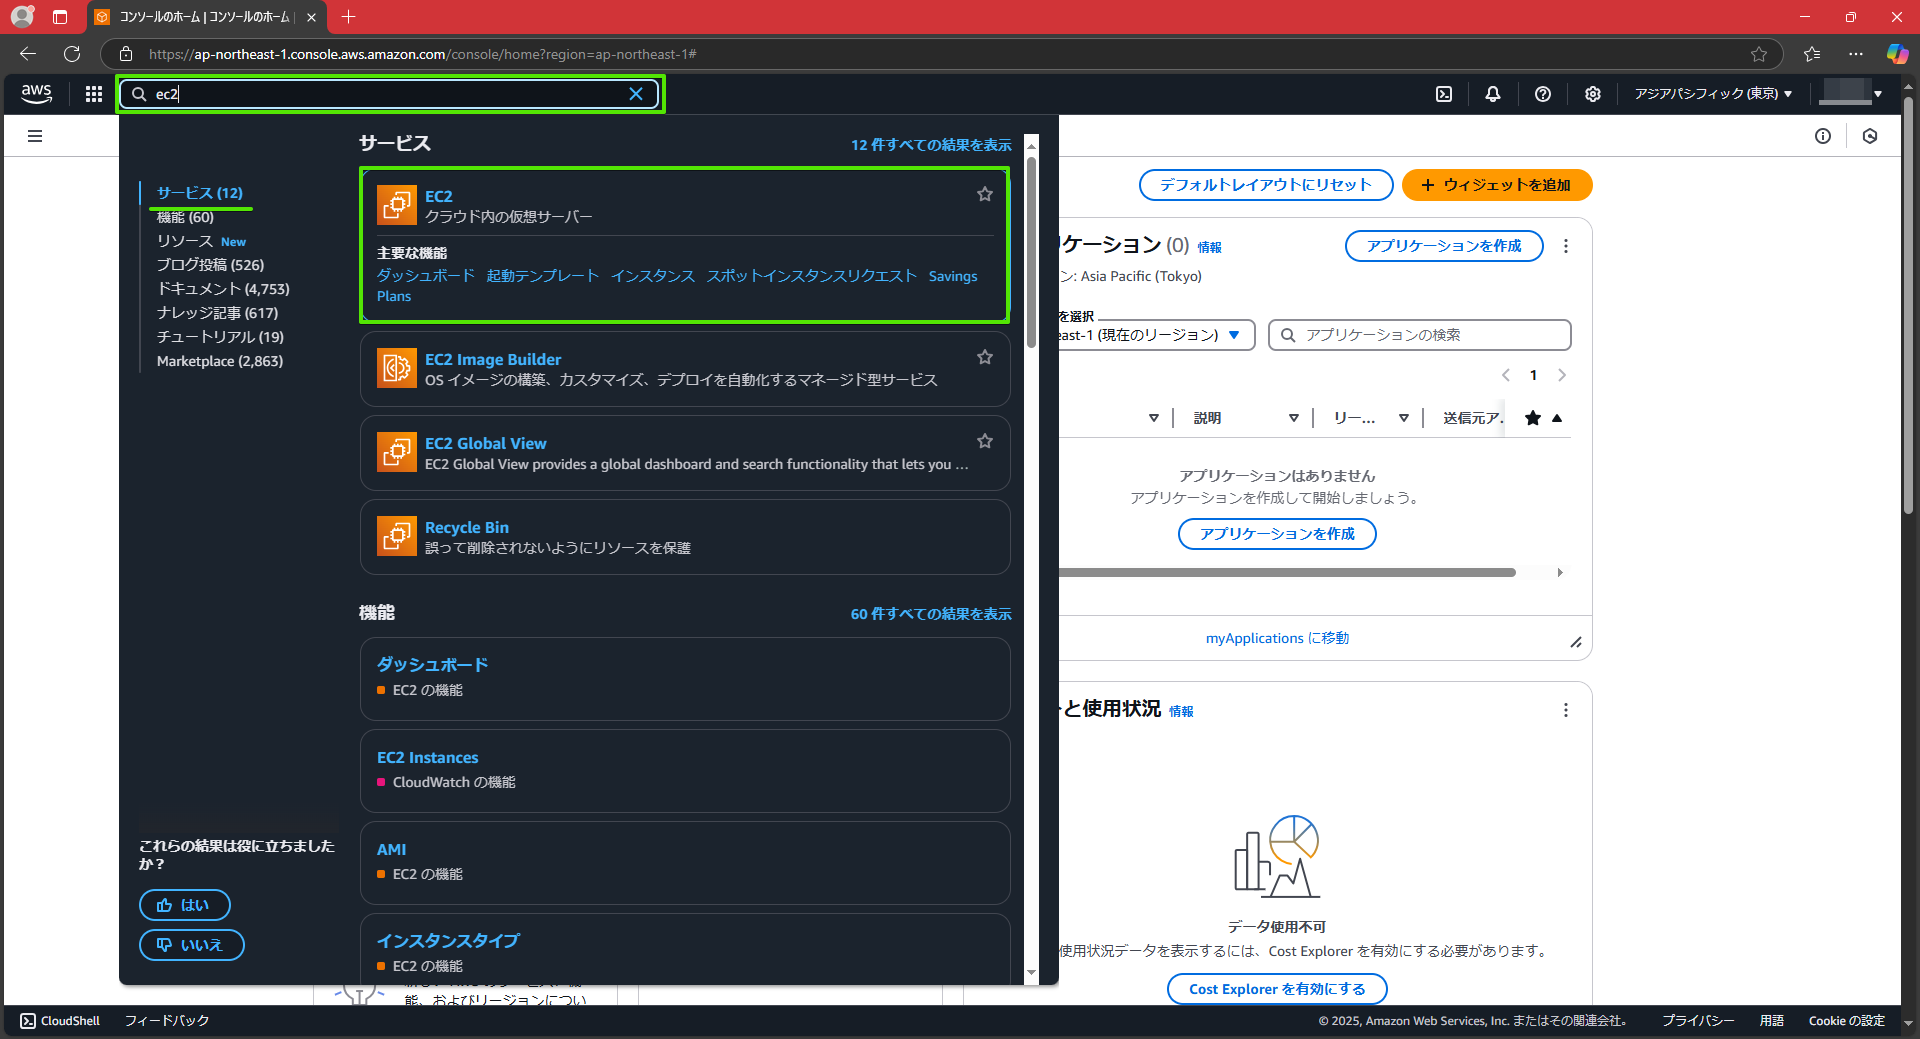 コンソールのホーム | コンソールのホーム |
https://ap-northeast-1.console.aws.amazon.com/console/home?region=ap-northeast-1#
aws
ec2
アジアパシフィック (東京)
サービス
12 件すべての結果を表示
サービス (12)
機能 (60)
リソース New
ブログ投稿 (526)
ドキュメント (4,753)
ナレッジ記事 (617)
チュートリアル (19)
Marketplace (2,863)
EC2
クラウド内の仮想サーバー
主要な機能
ダッシュボード 起動テンプレート インスタンス スポットインスタンスリクエスト Savings
Plans
EC2 Image Builder
OS イメージの構築、カスタマイズ、デプロイを自動化するマネージド型サービス
EC2 Global View
EC2 Global View provides a global dashboard and search functionality that lets you ...
Recycle Bin
誤って削除されないようにリソースを保護
機能
60 件すべての結果を表示
ダッシュボード
EC2 の機能
EC2 Instances
CloudWatch の機能
AMI
EC2 の機能
インスタンスタイプ
EC2 の機能
これらの結果は役に立ちました
か？
はい
いいえ
デフォルトレイアウトにリセット
+ ウィジェットを追加
リケーション (0) 情報
アプリケーションを作成
ン: Asia Pacific (Tokyo)
を選択
east-1 (現在のリージョン)
アプリケーションの検索
1
説明
リー...
送信元ア.
アプリケーションはありません
アプリケーションを作成して開始しましょう。
アプリケーションを作成
myApplications に移動
と使用状況 情報
データ使用不可
使用状況データを表示するには、Cost Explorer を有効にする必要があります。
Cost Explorer を有効にする
能、およびリージョンについ
CloudShell
フィードバック
© 2025, Amazon Web Services, Inc. またはその関連会社。
プライバシー
用語
Cookie の設定